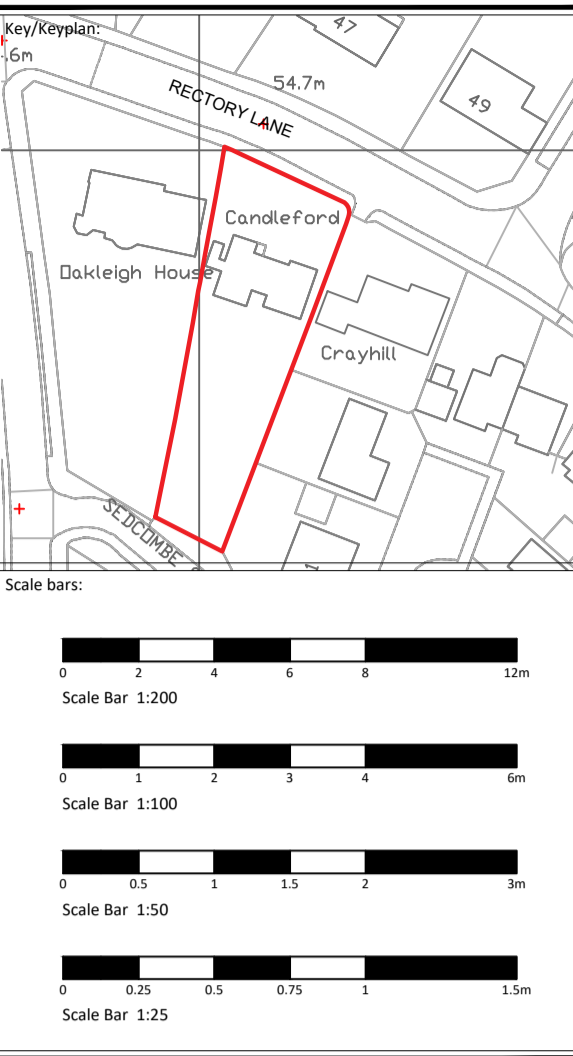 Key/Keyplan:
.6m
47
54.7m
49
RECTORY LANE
Candleford
Oakleigh House
Crayhill
SEDCOMBE
1
Scale bars:
0 2 4 6 8 12m
Scale Bar 1:200
0 1 2 3 4 6m
Scale Bar 1:100
0 0.5 1 1.5 2 3m
Scale Bar 1:50
0 0.25 0.5 0.75 1 1.5m
Scale Bar 1:25